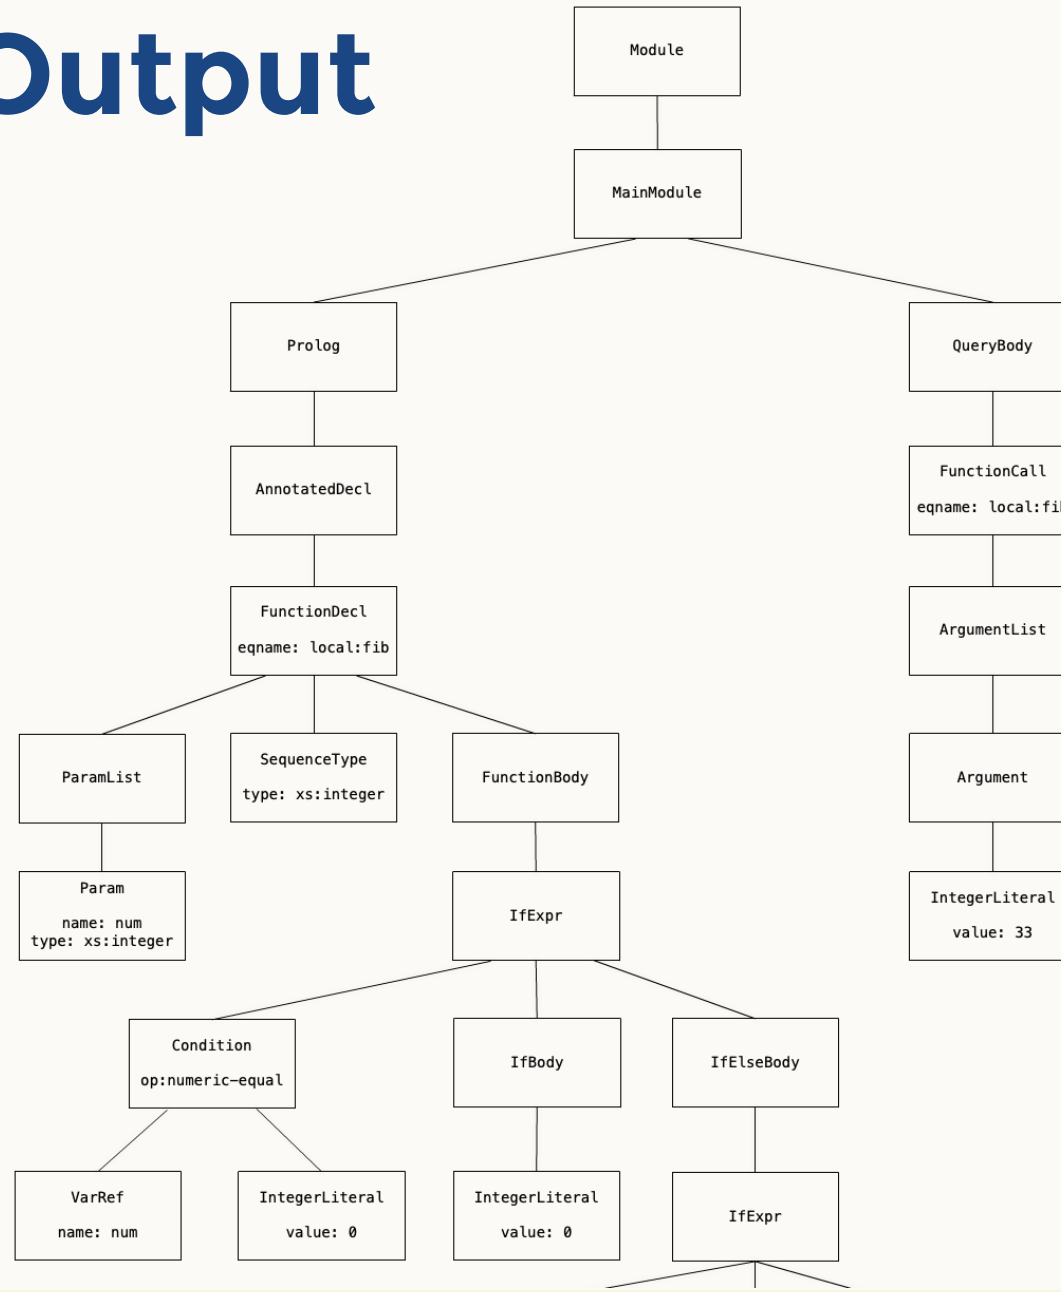 Output
Module
MainModule
Prolog
QueryBody
AnnotatedDecl
FunctionCall
eqname: local:fi
FunctionDecl
eqname: local:fib
ArgumentList
ParamList
SequenceType
type: xs:integer
FunctionBody
Argument
Param
name: num
type: xs:integer
IfExpr
IntegerLiteral
value: 33
Condition
op:numeric-equal
IfBody
IfElseBody
VarRef
name: num
IntegerLiteral
value: 0
IntegerLiteral
value: 0
IfExpr